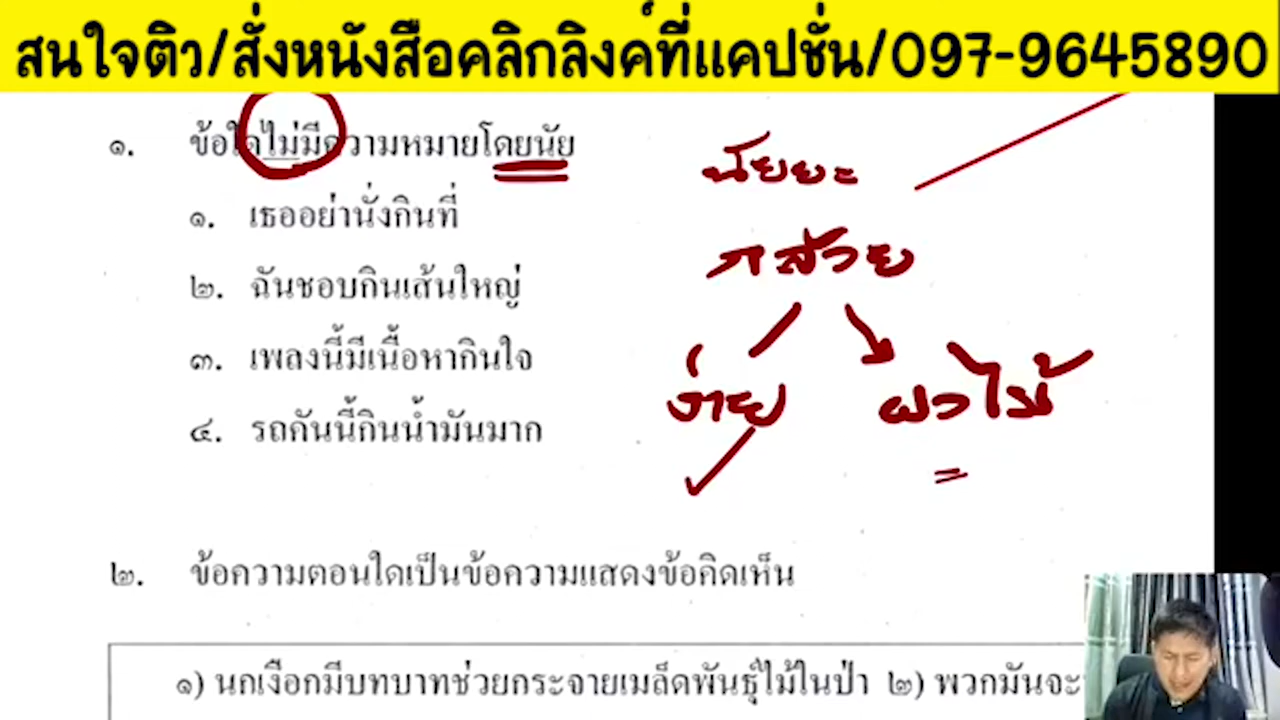 สนใจติว/สั่งหนังสือคลิกลิงค์ที่แคปชั่น/097-9645890
๑. ข้อใดไม่มีความหมายโดยนัย
๑. เธออย่านั่งกินที่
๒. ฉันชอบกินเส้นใหญ่
๓. เพลงนี้มีเนื้อหากินใจ
๔. รถคันนี้กินน้ำมันมาก
นัยยะ
กล้วย
ง่าย ผลไม้
๒. ข้อความตอนใดเป็นข้อความแสดงข้อคิดเห็น
๑) นกเงือกมีบทบาทช่วยกระจายเมล็ดพันธุ์ไม้ในป่า ๒) พวกมันจะ